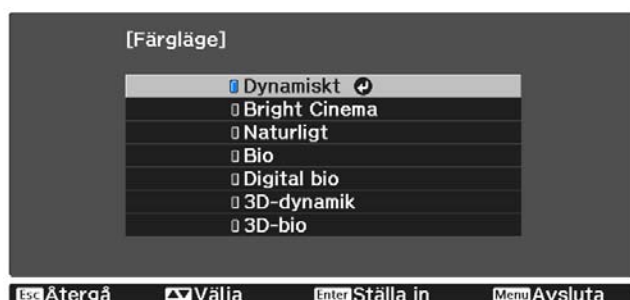 [Färgläge]
Dynamiskt
Bright Cinema
Naturligt
Bio
Digital bio
3D-dynamik
3D-bio
Esc Återgå Välja Enter Ställa in Menu Avsluta